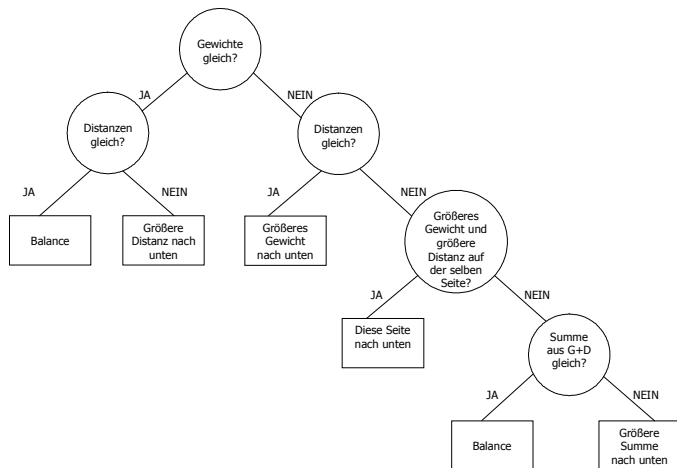 Gewichte
gleich?
JA
NEIN
Distanzen
gleich?
Distanzen
gleich?
JA
NEIN
JA
NEIN
Balance
Größere
Distanz nach
unten
Größeres
Gewicht
nach unten
Größeres
Gewicht und
größere
Distanz auf
der selben
Seite?
JA
NEIN
Diese Seite
nach unten
Summe
aus G+D
gleich?
JA
NEIN
Balance
Größere
Summe
nach unten